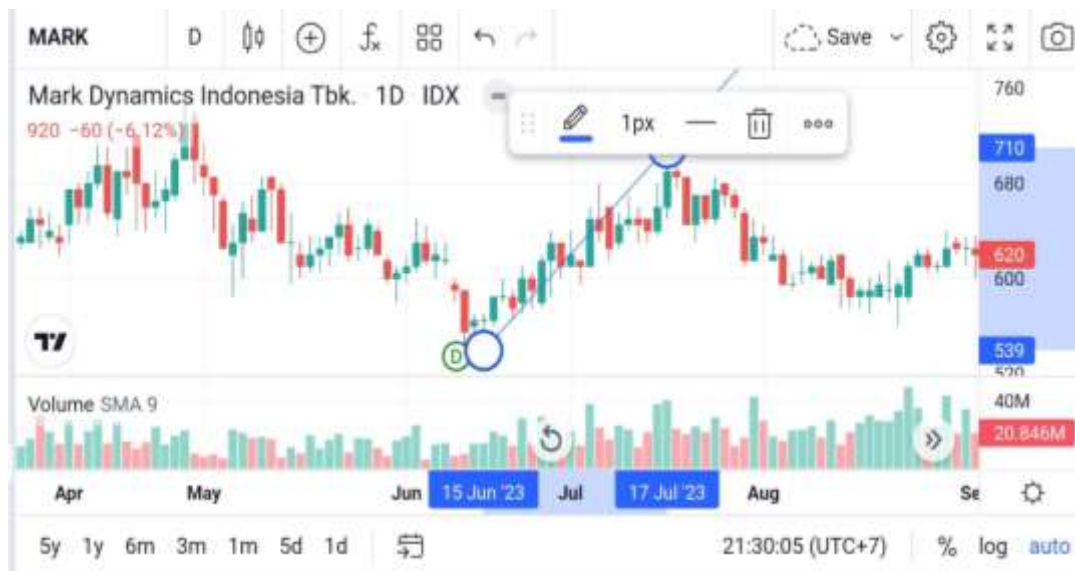 MARK D Save
Mark Dynamics Indonesia Tbk. 1D IDX
920 −60 (−6.12%)
1px
760
710
680
620
600
D
539
520
Volume SMA 9
40M
20.846M
Apr May Jun 15 Jun '23 Jul 17 Jul '23 Aug Se
5y 1y 6m 3m 1m 5d 1d 21:30:05 (UTC+7) % log auto